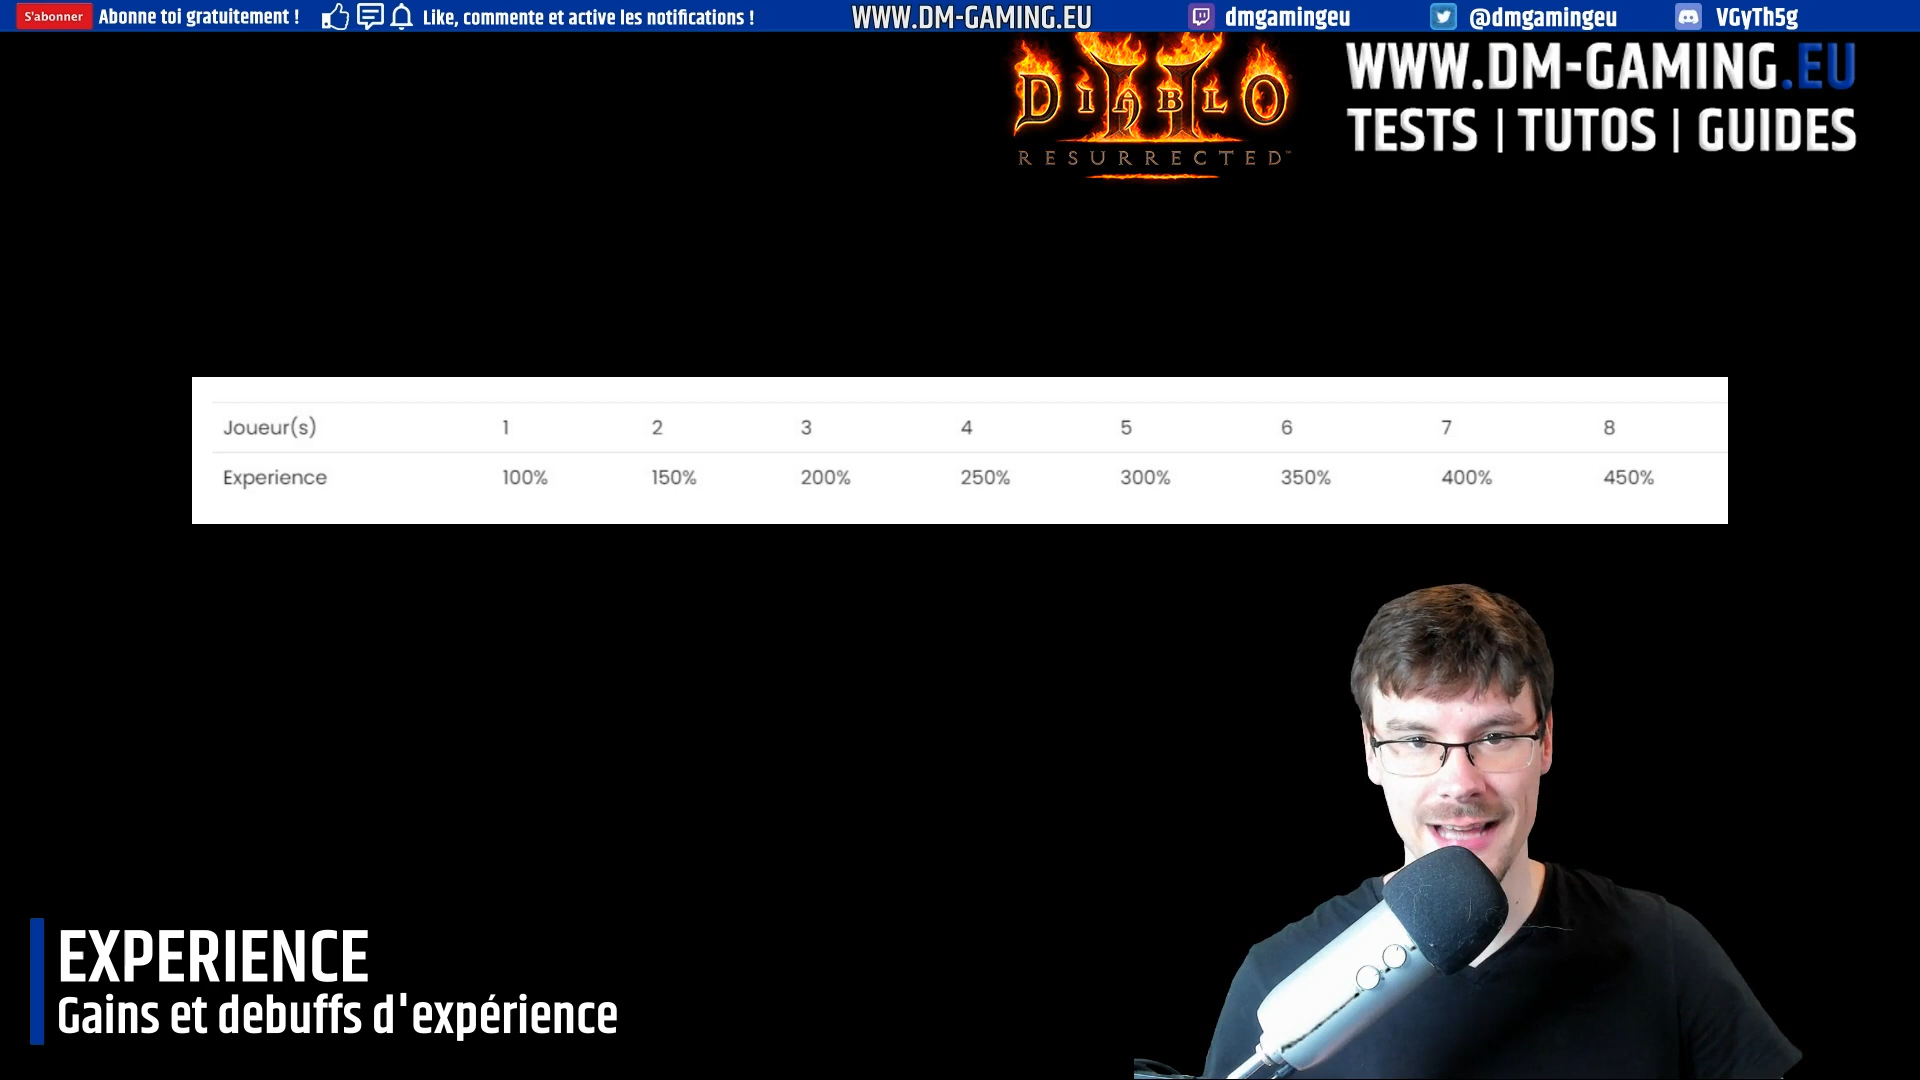 S'abonner Abonne toi gratuitement ! Like, commente et active les notifications ! WWW.DM-GAMING.EU dmgamingeu @dmgamingeu VGyTh5g
DIABLO II
RESURRECTED™
WWW.DM-GAMING.EU
TESTS | TUTOS | GUIDES
Joueur(s) 1 2 3 4 5 6 7 8
Experience 100% 150% 200% 250% 300% 350% 400% 450%
EXPERIENCE
Gains et debuffs d'expérience